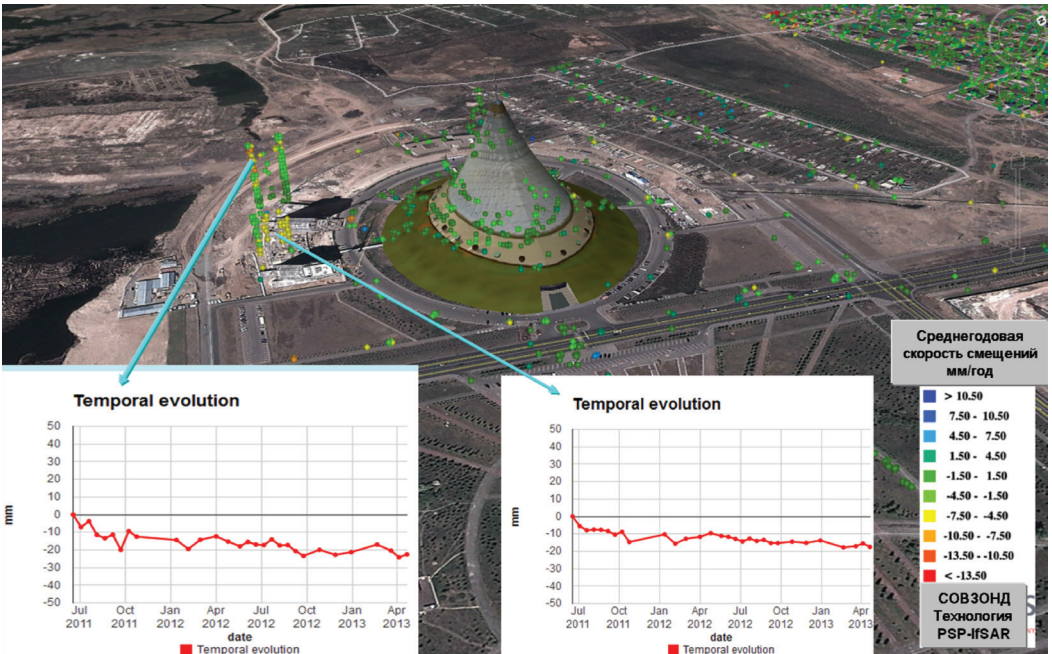 Temporal evolution
mm
50
40
30
20
10
0
-10
-20
-30
-40
-50
Jul Oct Jan Apr Jul Oct Jan Apr
2011 2011 2012 2012 2012 2012 2013 2013
date
Temporal evolution
Temporal evolution
mm
50
40
30
20
10
0
-10
-20
-30
-40
-50
Jul Oct Jan Apr Jul Oct Jan Apr
2011 2011 2012 2012 2012 2012 2013 2013
date
Temporal evolution
Среднегодовая
скорость смещений
мм/год
> 10.50
7.50 - 10.50
4.50 - 7.50
1.50 - 4.50
-1.50 - 1.50
-4.50 - -1.50
-7.50 - -4.50
-10.50 - -7.50
-13.50 - -10.50
< -13.50
СОВЗОНД
Технология
PSP-IfSAR